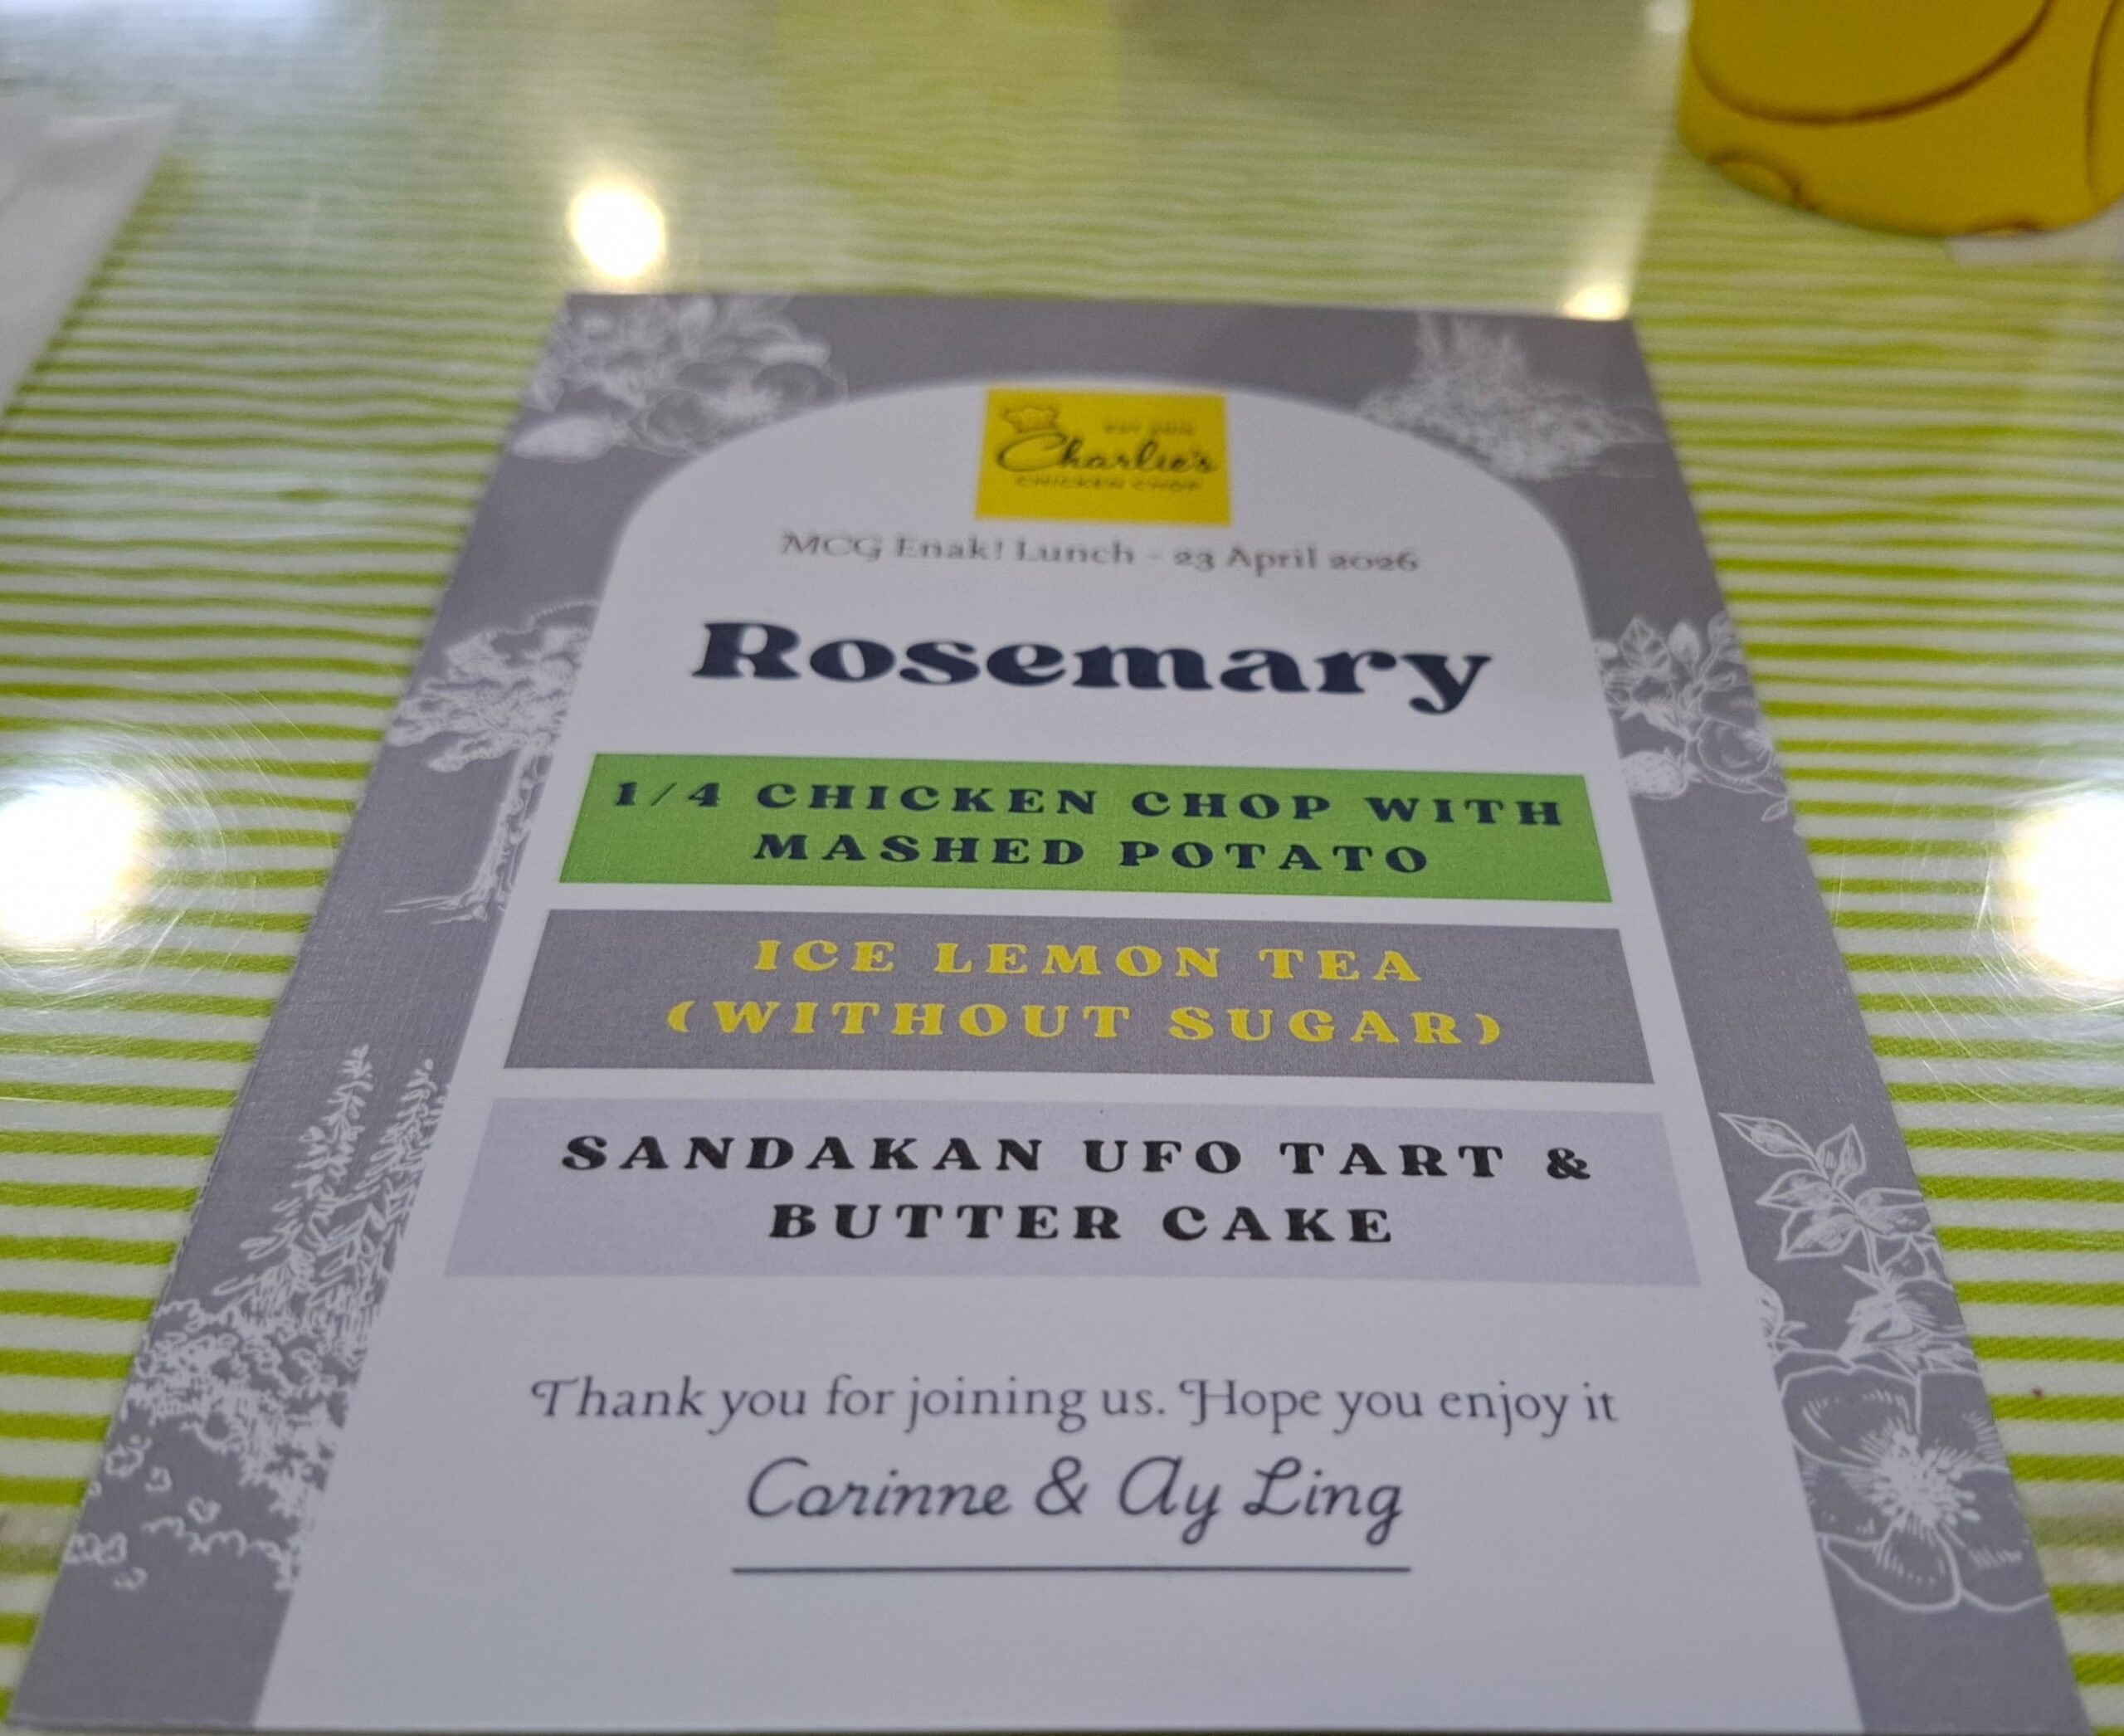 EST 2015
Charlie's
CHICKEN CHOP
MCG Enak! Lunch - 23 April 2026
Rosemary
1/4 CHICKEN CHOP WITH
MASHED POTATO
ICE LEMON TEA
(WITHOUT SUGAR)
SANDAKAN UFO TART &
BUTTER CAKE
Thank you for joining us. Hope you enjoy it
Corinne & Ay Ling